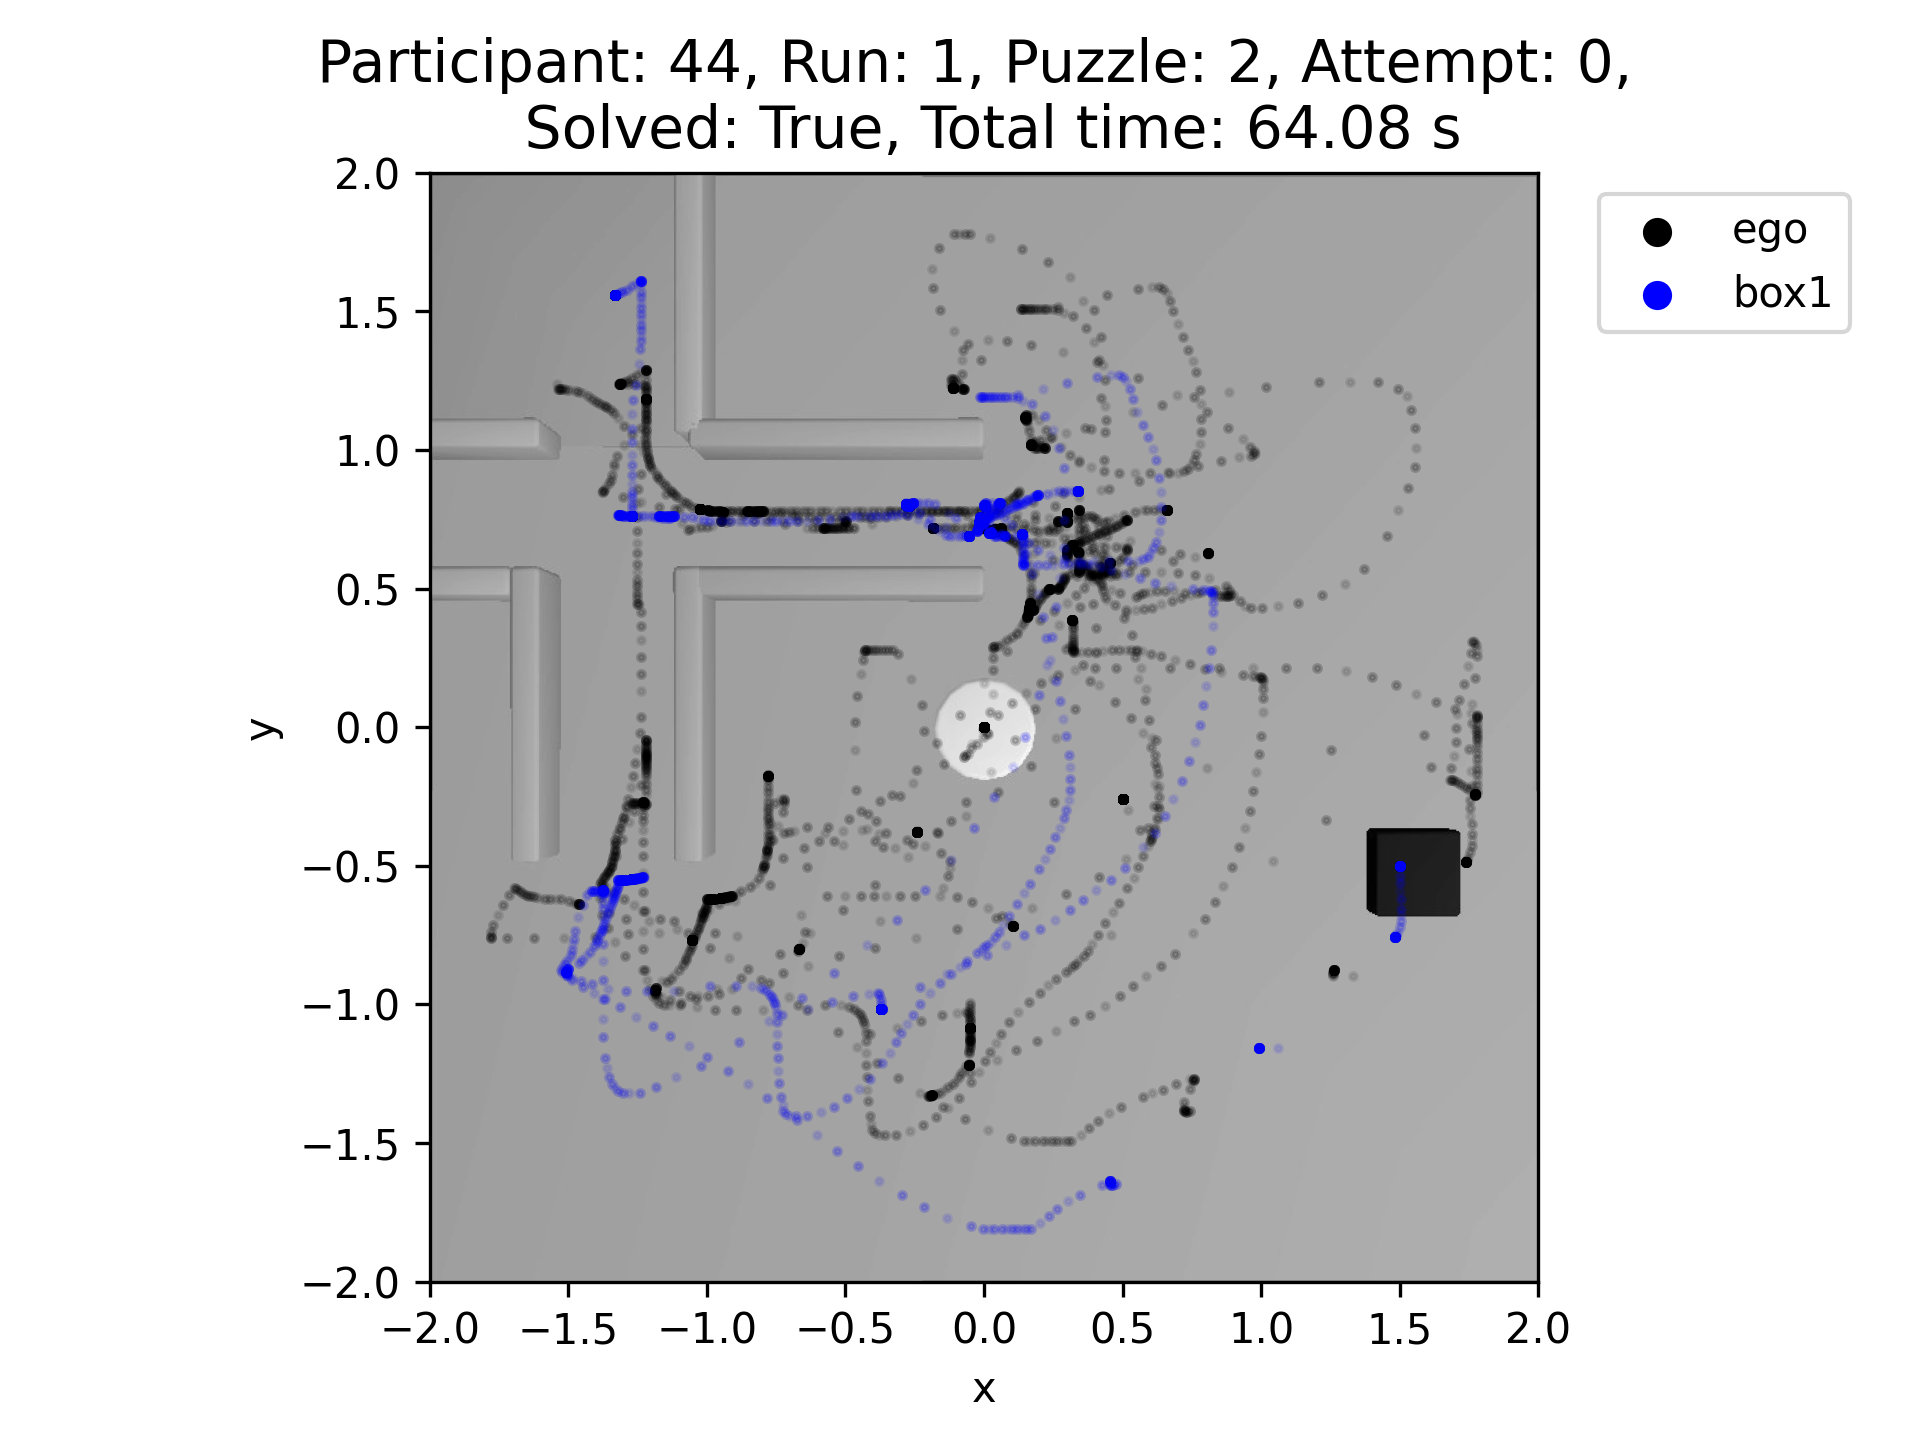 Participant: 44, Run: 1, Puzzle: 2, Attempt: 0,
Solved: True, Total time: 64.08 s
ego
box1
2.0
1.5
1.0
0.5
0.0
−0.5
−1.0
−1.5
−2.0
y
−2.0 −1.5 −1.0 −0.5 0.0 0.5 1.0 1.5 2.0
x